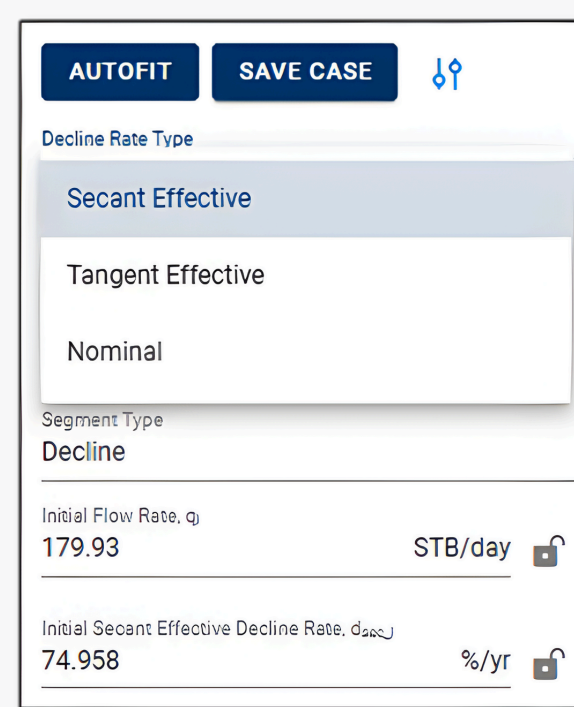 AUTOFIT SAVE CASE
Decline Rate Type
Secant Effective
Tangent Effective
Nominal
Segment Type
Decline
Initial Flow Rate, qᵢ
179.93 STB/day
Initial Secant Effective Decline Rate,
74.958 %/yr